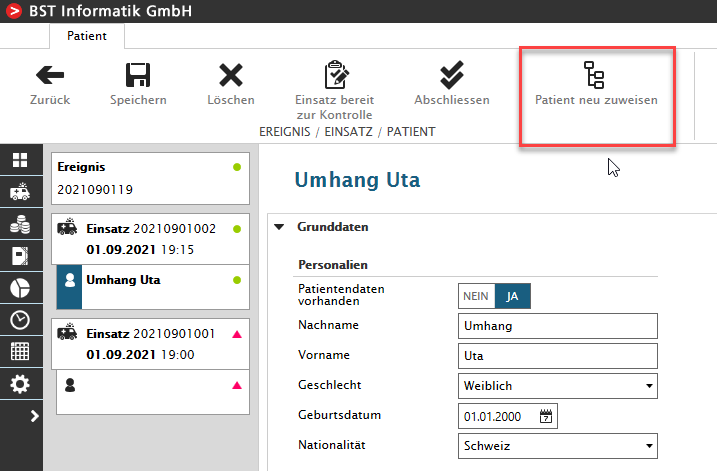 BST Informatik GmbH
Patient
Zurück
Speichern
Löschen
Einsatz bereit
zur Kontrolle
Abschliessen
Patient neu zuweisen
EREIGNIS / EINSATZ / PATIENT
Ereignis
2021090119
Einsatz 20210901002
01.09.2021 19:15
Umhang Uta
Einsatz 20210901001
01.09.2021 19:00
Umhang Uta
Grunddaten
Personalien
Patientendaten
vorhanden
NEIN JA
Nachname
Umhang
Vorname
Uta
Geschlecht
Weiblich
Geburtsdatum
01.01.2000
Nationalität
Schweiz